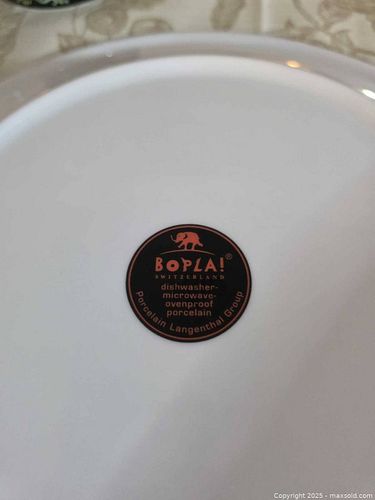 BOPLA!®
SWITZERLAND
dishwasher-
microwave-
ovenproof
porcelain
Porcelain Langenthal Group
Copyright 2025 - maxsold.com